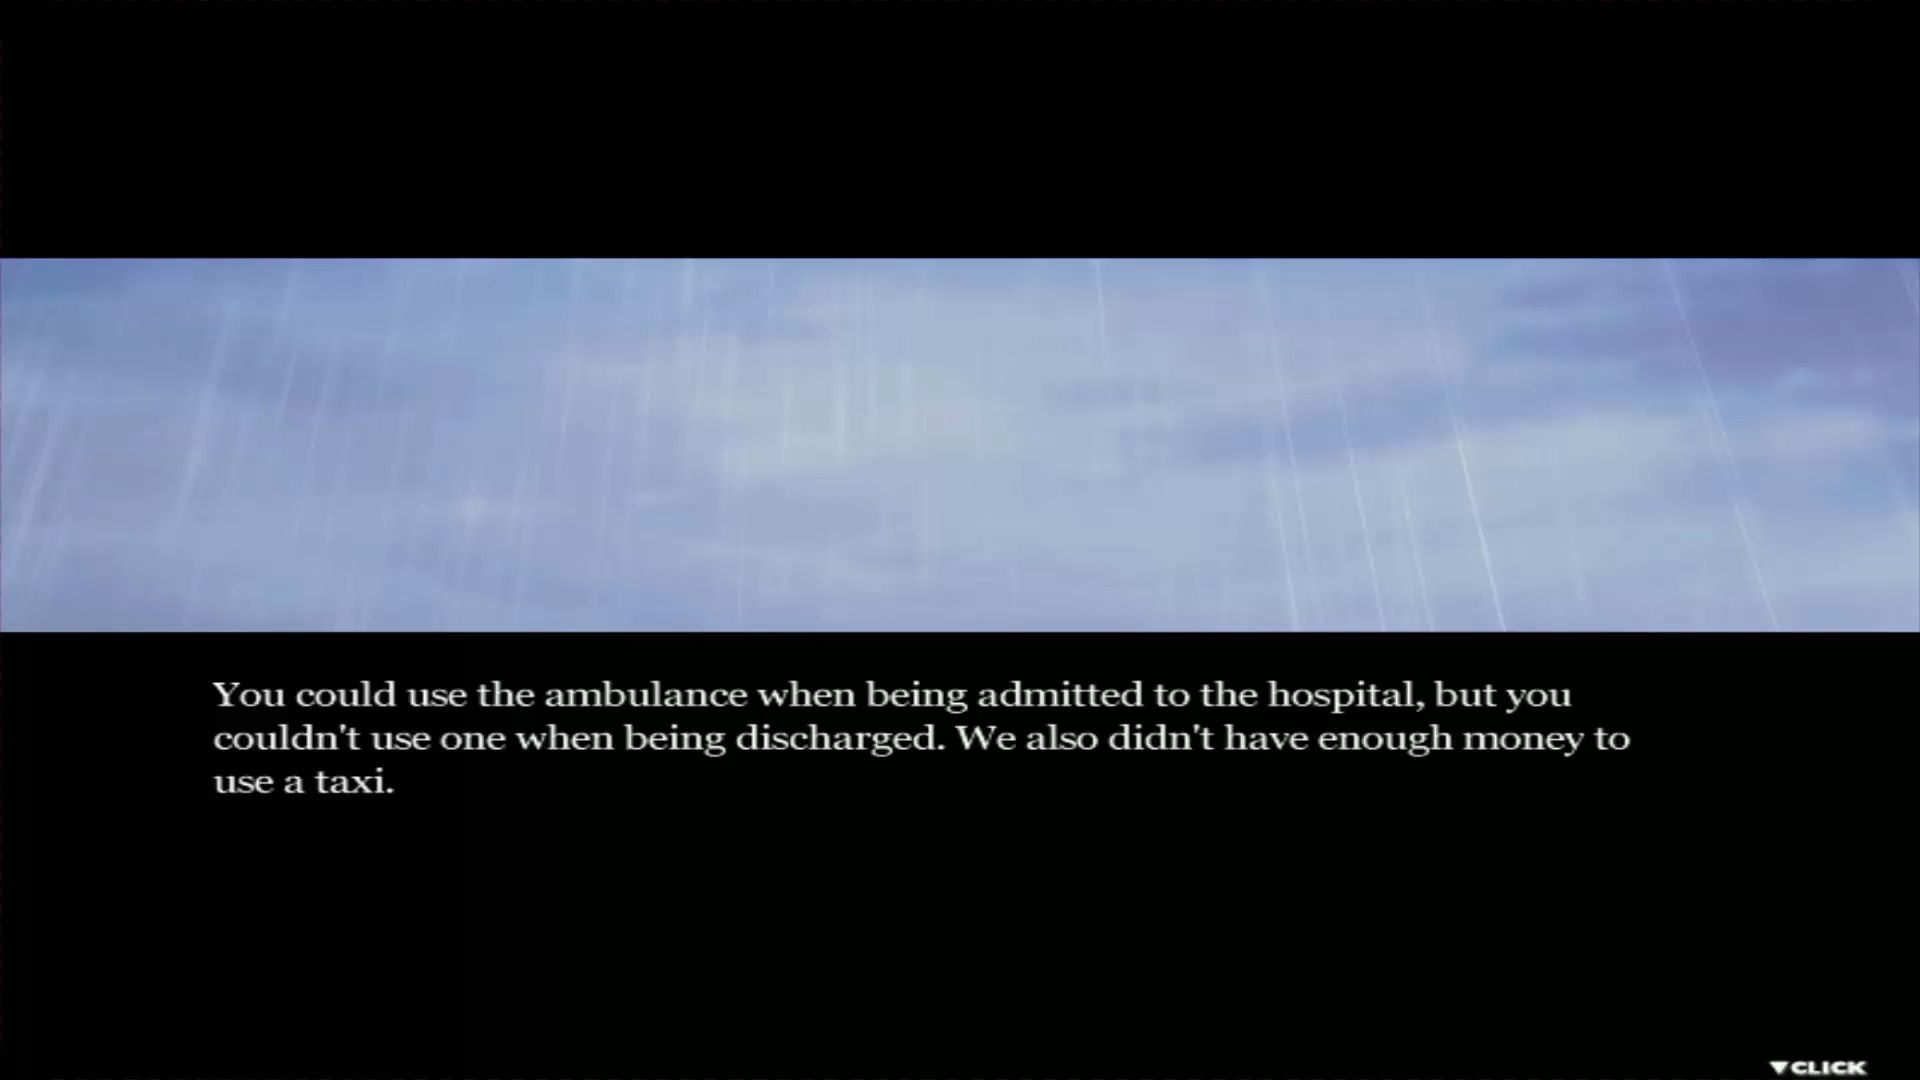 You could use the ambulance when being admitted to the hospital, but you
couldn't use one when being discharged. We also didn't have enough money to
use a taxi.
▼CLICK